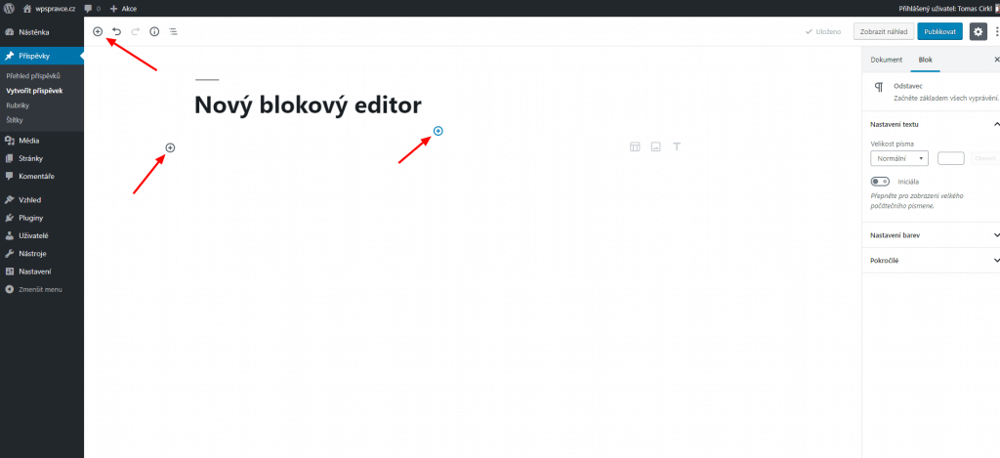 wpspravce.cz 0 Akce Přihlášený uživatel: Tomas Cirkl
Nástěnka
Příspěvky
Přehled příspěvků
Vytvořit příspěvek
Rubriky
Štítky
Média
Stránky
Komentáře
Vzhled
Pluginy
Uživatelé
Nástroje
Nastavení
Zmenšit menu
Uloženo Zobrazit náhled Publikovat
Nový blokový editor
Dokument Blok
Odstavec
Začněte základem všech vyprávění.
Nastavení textu
Velikost písma
Normální
Iniciála
Přepněte pro zobrazení velkého
počátečního písmene.
Nastavení barev
Pokročilé